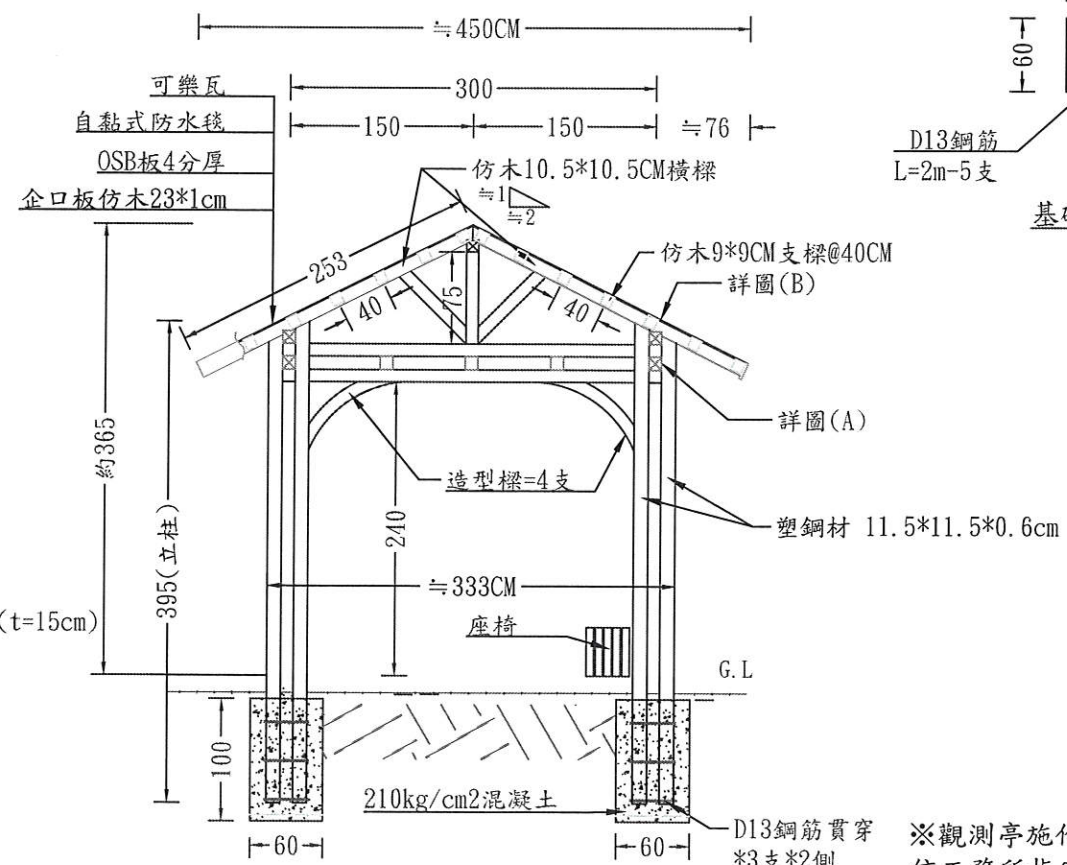 ≒450CM
300
150
150
≒76
60
可樂瓦
自黏式防水毯
OSB板4分厚
企口板仿木23*1cm
D13鋼筋
L=2m-5支
仿木10.5*10.5CM橫樑
≒1
≒2
仿木9*9CM支樑@40CM
詳圖(B)
253
40
75
40
詳圖(A)
約365
395(立柱)
造型樑=4支
240
塑鋼材 11.5*11.5*0.6cm
≒333CM
(t=15cm)
座椅
G.L
100
210kg/cm2混凝土
60
60
D13鋼筋貫穿
*3支*2側
※觀測亭施作